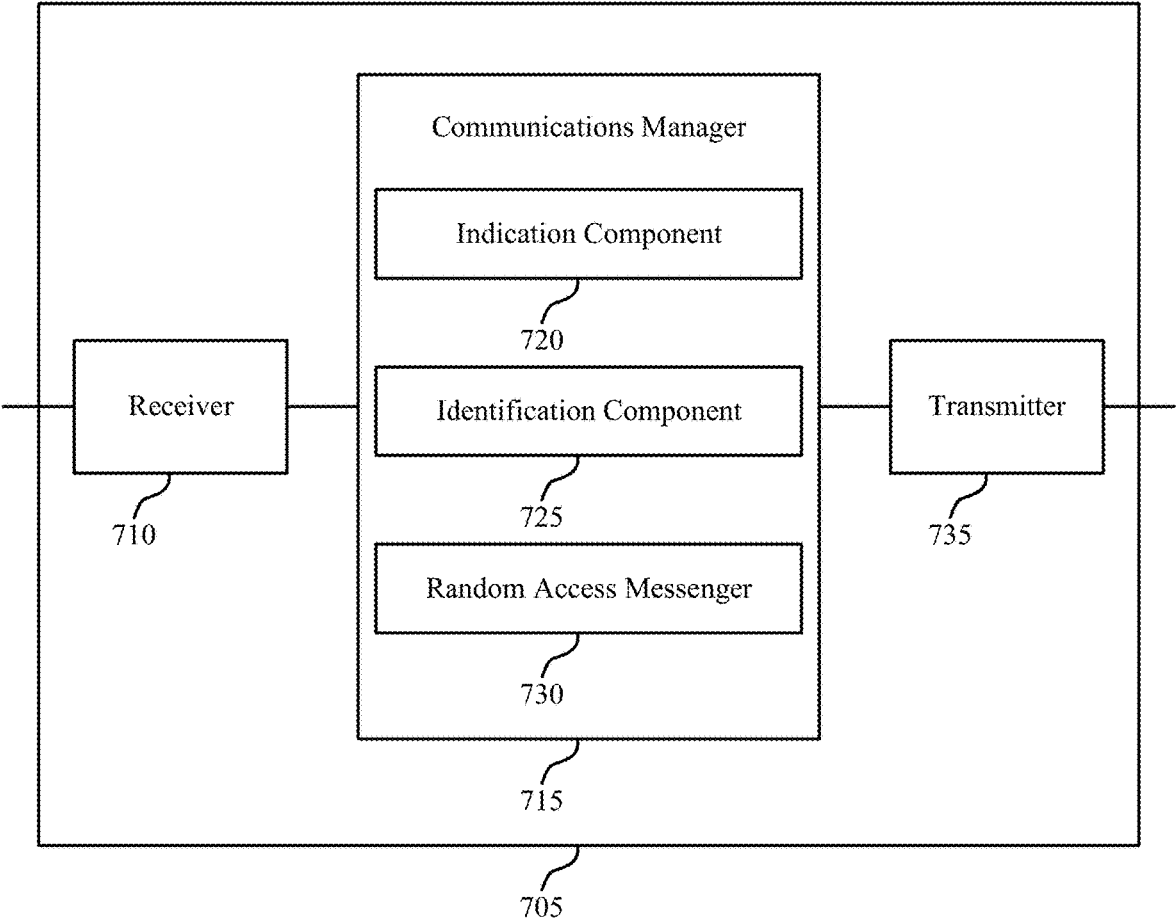 Communications Manager
Indication Component
720
Receiver
710
Identification Component
725
Transmitter
735
Random Access Messenger
730
715
705